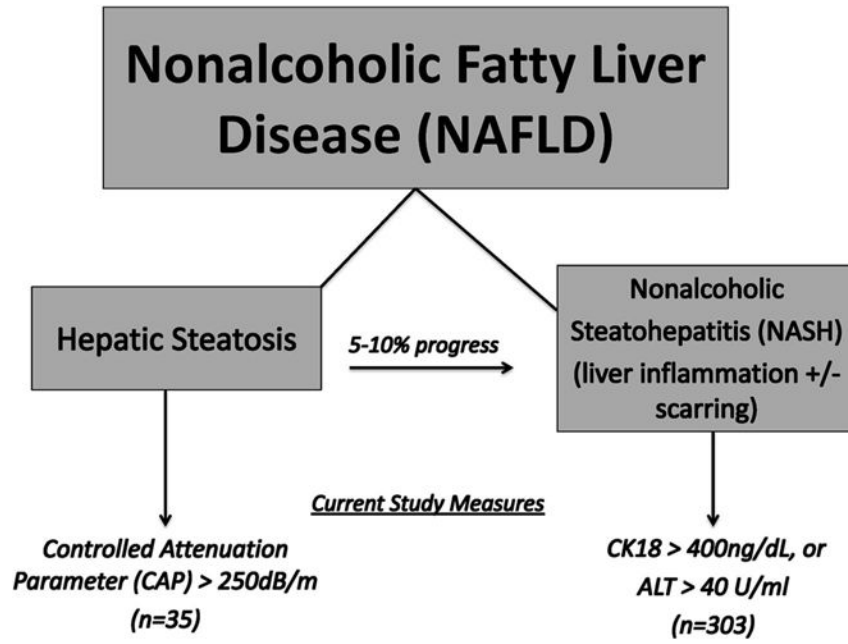 Nonalcoholic Fatty Liver
Disease (NAFLD)
Hepatic Steatosis
5-10% progress
Nonalcoholic
Steatohepatitis (NASH)
(liver inflammation +/-
scarring)
Current Study Measures
Controlled Attenuation
Parameter (CAP) > 250dB/m
(n=35)
CK18 > 400ng/dL, or
ALT > 40 U/ml
(n=303)